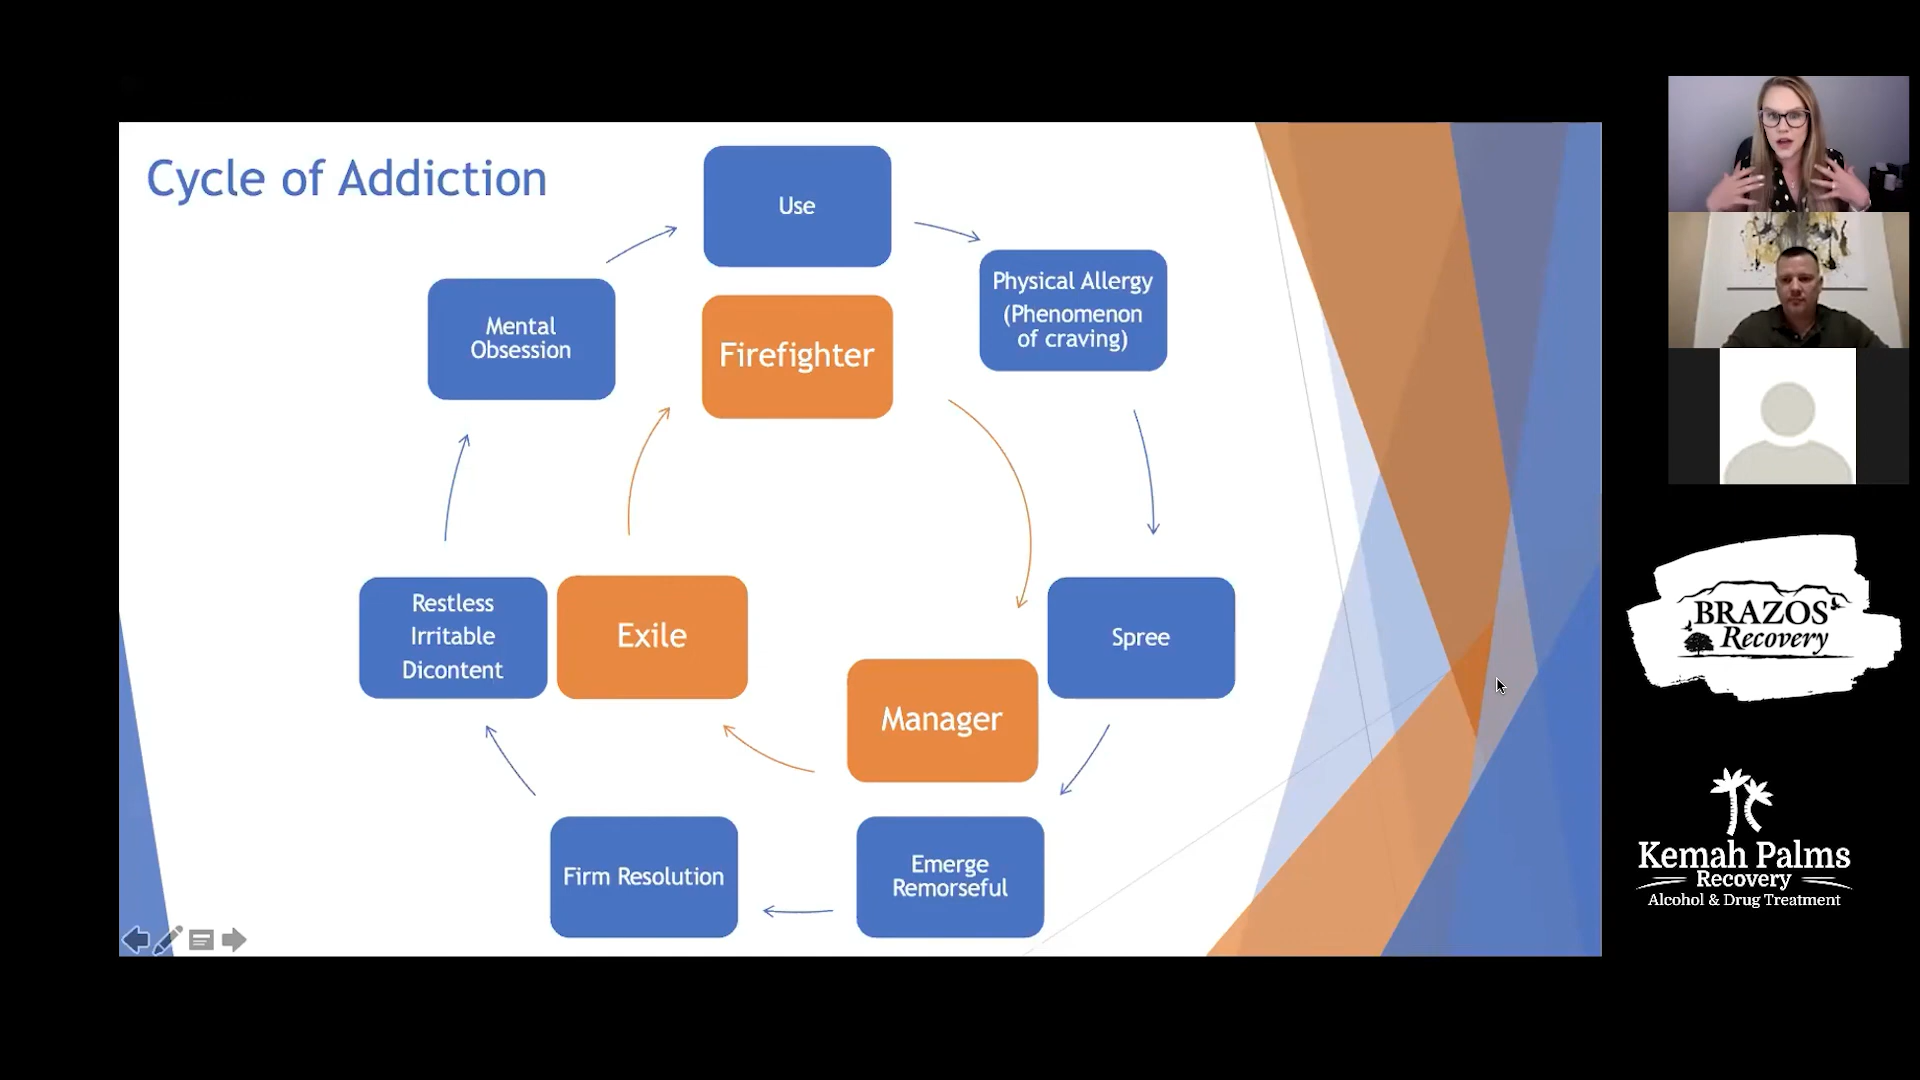 Cycle of Addiction
Use
Physical Allergy
(Phenomenon
of craving)
Mental
Obsession
Firefighter
Restless
Irritable
Dicontent
Exile
Spree
Manager
Firm Resolution
Emerge
Remorseful
BRAZOS
Recovery
Kemah Palms
Recovery
Alcohol & Drug Treatment